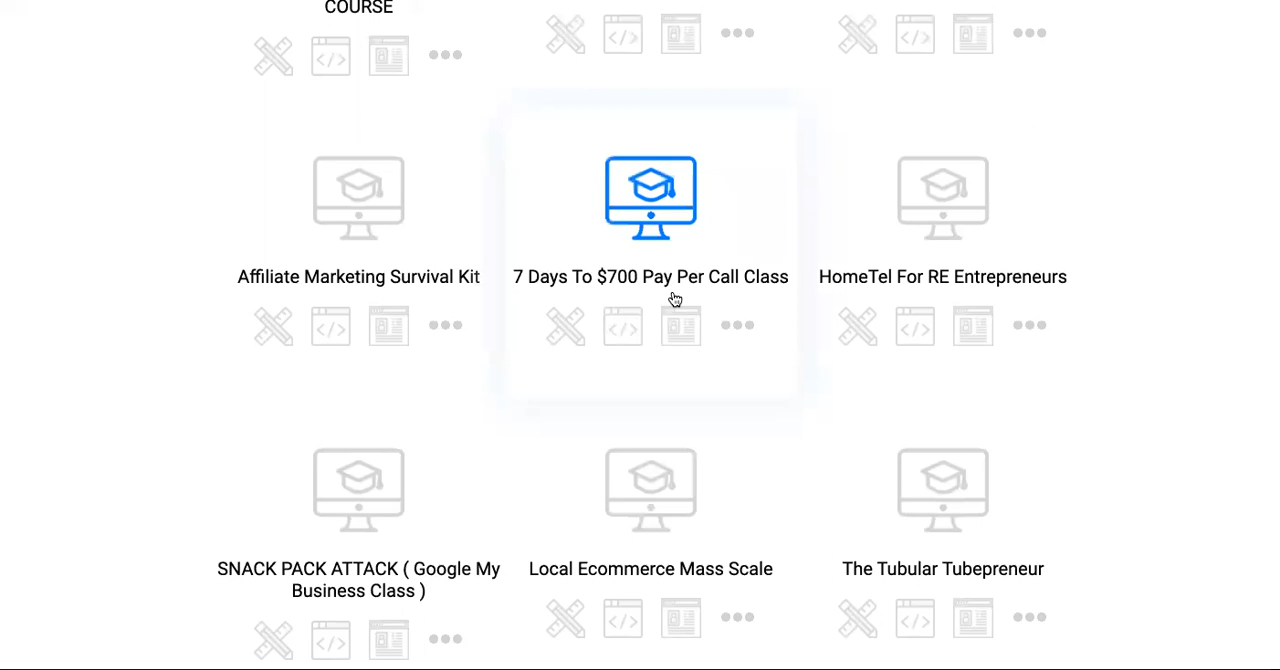 COURSE
Affiliate Marketing Survival Kit
7 Days To $700 Pay Per Call Class
HomeTel For RE Entrepreneurs
SNACK PACK ATTACK ( Google My
Business Class )
Local Ecommerce Mass Scale
The Tubular Tubepreneur